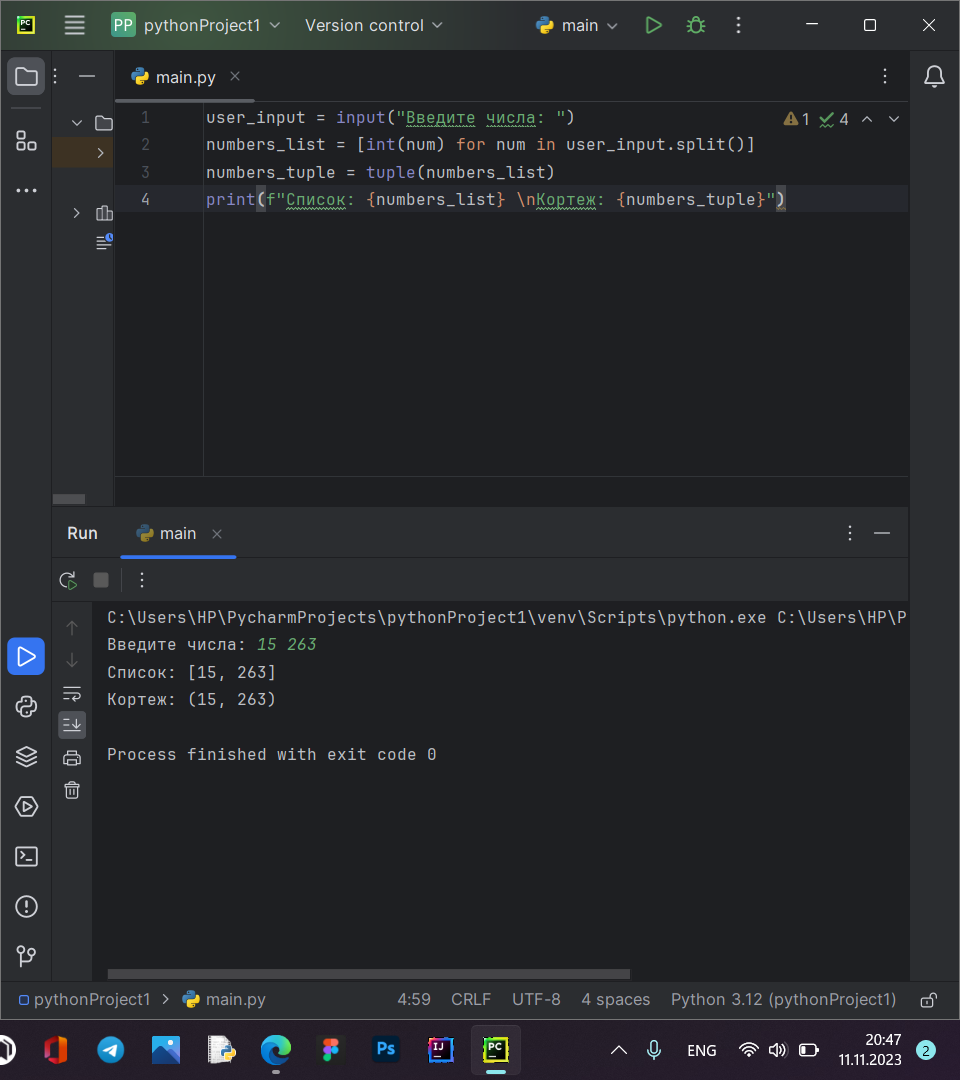 PC
PP pythonProject1 Version control main
main.py
1 user_input = input("Введите числа: ") 1 4
2 numbers_list = [int(num) for num in user_input.split()]
3 numbers_tuple = tuple(numbers_list)
4 print(f"Список: {numbers_list} \nКортеж: {numbers_tuple}")
Run main
C:\Users\HP\PycharmProjects\pythonProject1\venv\Scripts\python.exe C:\Users\HP\P
Введите числа: 15 263
Список: [15, 263]
Кортеж: (15, 263)
Process finished with exit code 0
pythonProject1 main.py 4:59 CRLF UTF-8 4 spaces Python 3.12 (pythonProject1)
Ps IJ PC ENG 20:47 2
11.11.2023